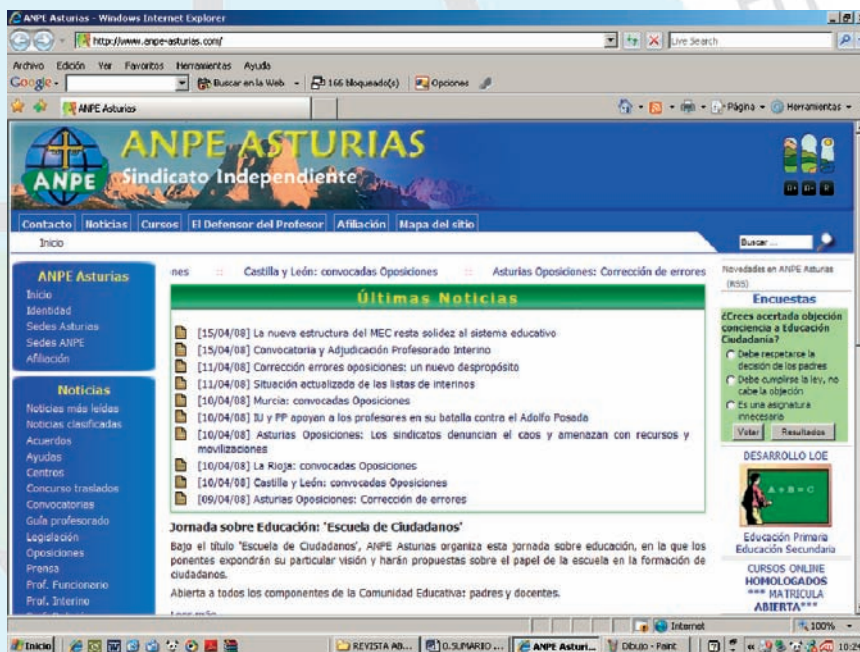 ANPE Asturias - Windows Internet Explorer
http://www.anpe-asturias.com/
Live Search
Archivo Edición Ver Favoritos Herramientas Ayuda
Google
Buscar en la Web
166 bloqueado(s)
Opciones
ANPE Asturias
Página
Herramientas
ANPE ASTURIAS
Sindicato Independiente
ANPE
Contacto Noticias Cursos El Defensor del Profesor Afiliación Mapa del sitio
Inicio
Buscar ...
ANPE Asturias
Inicio
Identidad
Sedes Asturias
Sedes ANPE
Afiliación
Noticias
Noticias más leídas
Noticias clasificadas
Acuerdos
Ayudas
Centros
Concurso traslados
Convocatorias
Guía profesorado
Legislación
Oposiciones
Prensa
Prof. Funcionario
Prof. Interino
nes :: Castilla y León: convocadas Oposiciones :: Asturias Oposiciones: Corrección de errores
Últimas Noticias
[15/04/08] La nueva estructura del MEC resta solidez al sistema educativo
[15/04/08] Convocatoria y Adjudicación Profesorado Interino
[11/04/08] Corrección errores oposiciones: un nuevo despropósito
[11/04/08] Situación actualizada de las listas de interinos
[10/04/08] Murcia: convocadas Oposiciones
[10/04/08] IU y PP apoyan a los profesores en su batalla contra el Adolfo Posada
[10/04/08] Asturias Oposiciones: Los sindicatos denuncian el caos y amenazan con recursos y
movilizaciones
[10/04/08] La Rioja: convocadas Oposiciones
[10/04/08] Castilla y León: convocadas Oposiciones
[09/04/08] Asturias Oposiciones: Corrección de errores
Jornada sobre Educación: 'Escuela de Ciudadanos'
Bajo el título 'Escuela de Ciudadanos', ANPE Asturias organiza esta jornada sobre educación, en la que los
ponentes expondrán su particular visión y harán propuestas sobre el papel de la escuela en la formación de
ciudadanos.
Abierta a todos los componentes de la Comunidad Educativa: padres y docentes.
Novedades en ANPE Asturias
(RSS)
Encuestas
¿Crees acertada objeción
conciencia a Educación
Ciudadanía?
Debe respetarse la
decisión de los padres
Debe cumplirse la ley, no
cabe la objeción
Es una asignatura
innecesaria
Votar Resultados
DESARROLLO LOE
A + B = C
Educación Primaria
Educación Secundaria
CURSOS ONLINE
HOMOLOGADOS
*** MATRICULA
ABIERTA***
Internet
100%
Inicio
REVISTA AB...
0.SUMARIO ...
ANPE Asturi...
Dibujo - Paint
10:24